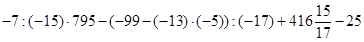 −7 : (−15) · 795 − (−99 − (−13) · (−5)) : (−17) + 416 15/17 − 25